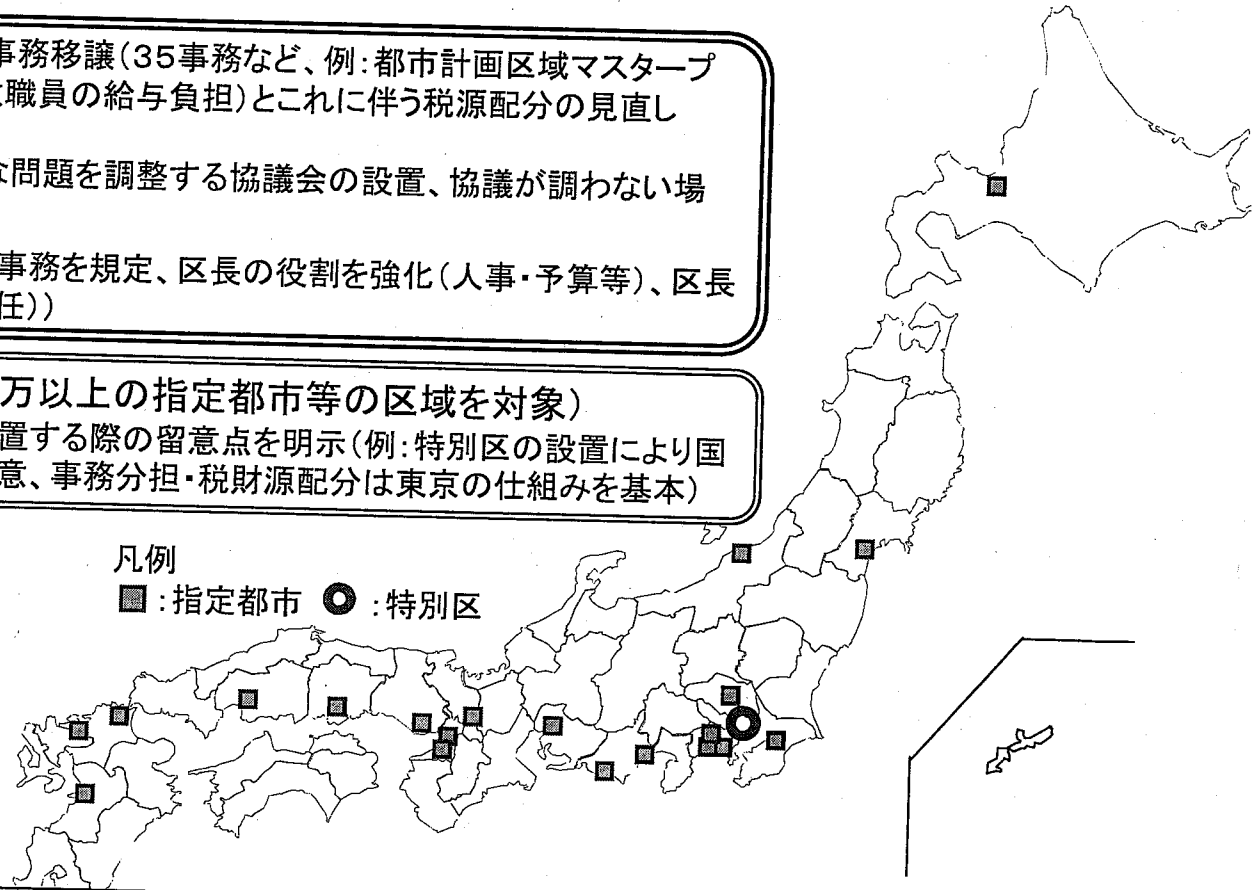 事務移譲(35事務など、例:都市計画区域マスタープ
職員の給与負担)とこれに伴う税源配分の見直し
な問題を調整する協議会の設置、協議が調わない場
事務を規定、区長の役割を強化(人事・予算等)、区長
任))
万以上の指定都市等の区域を対象)
置する際の留意点を明示(例:特別区の設置により国
意、事務分担・税財源配分は東京の仕組みを基本)
凡例
:指定都市 :特別区